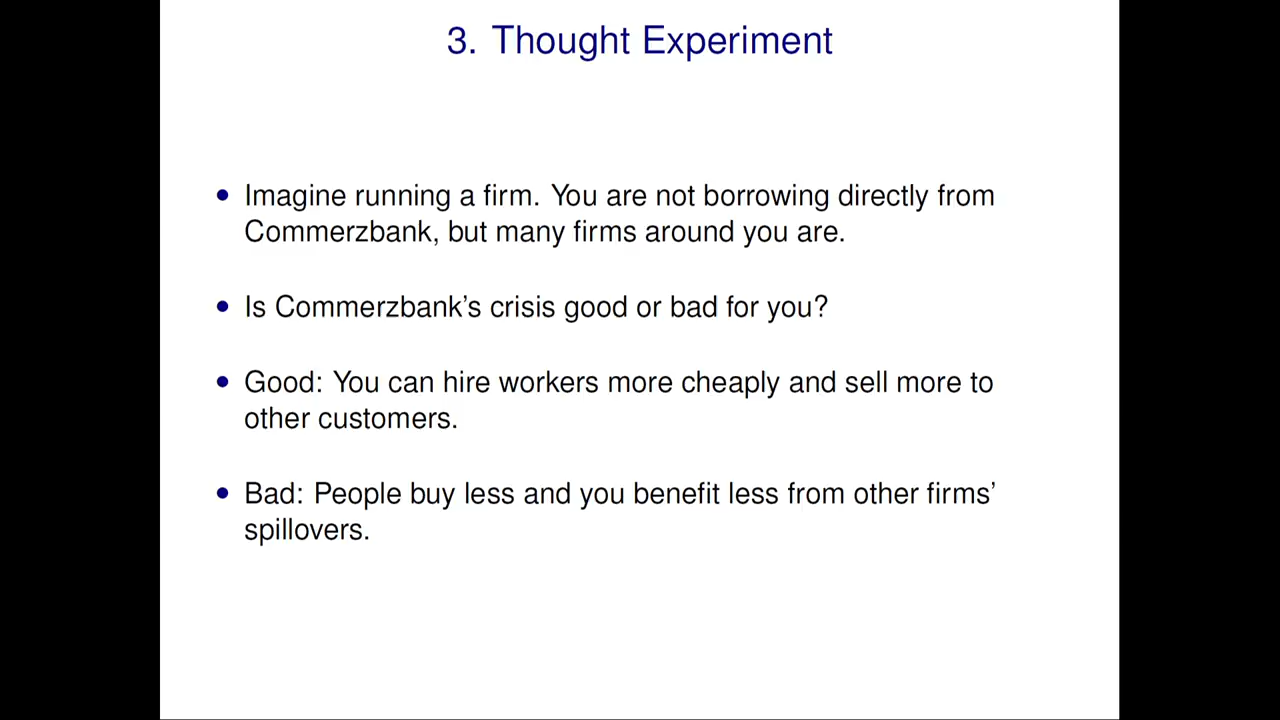 3. Thought Experiment
• Imagine running a firm. You are not borrowing directly from
Commerzbank, but many firms around you are.
• Is Commerzbank's crisis good or bad for you?
• Good: You can hire workers more cheaply and sell more to
other customers.
• Bad: People buy less and you benefit less from other firms'
spillovers.